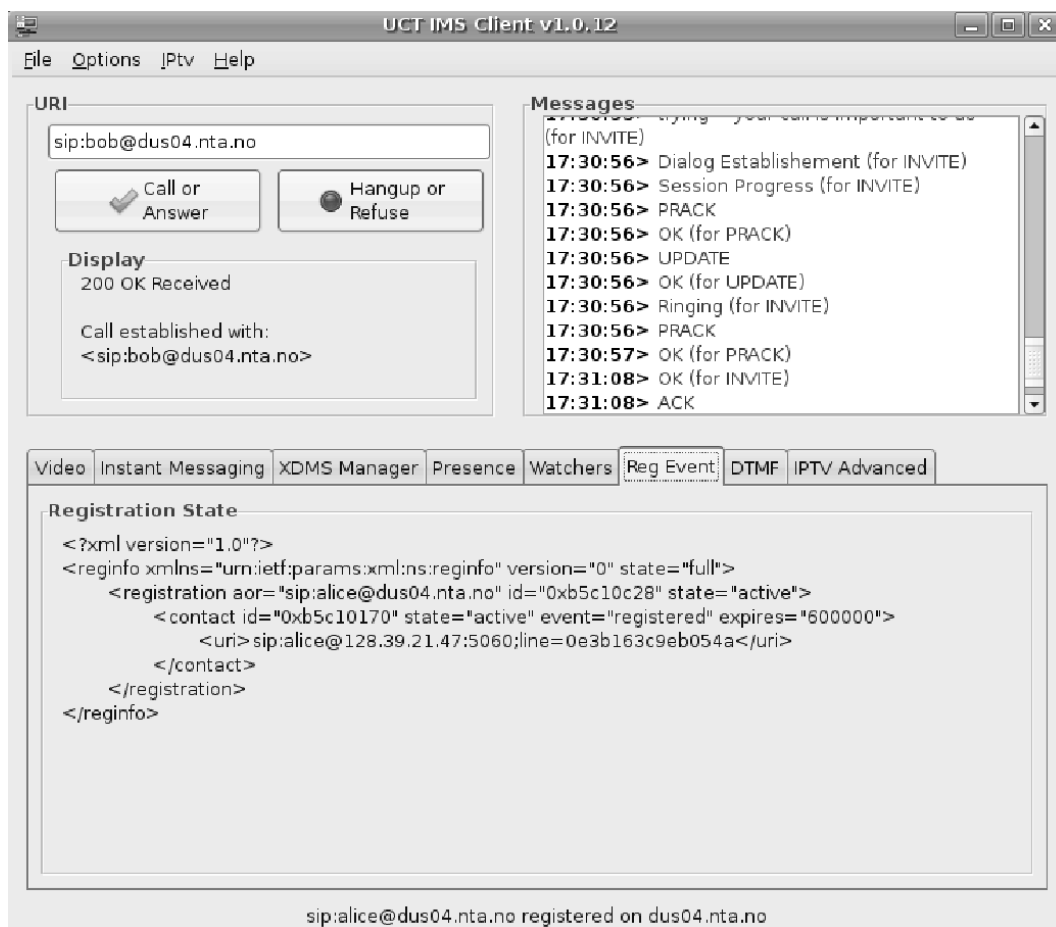 UCT IMS Client v1.0.12
File Options IPtv Help
URI
sip:bob@dus04.nta.no
Call or
Answer
Hangup or
Refuse
Display
200 OK Received
Call established with:
<sip:bob@dus04.nta.no>
Messages
trying -- your call is important to us
(for INVITE)
17:30:56> Dialog Establishement (for INVITE)
17:30:56> Session Progress (for INVITE)
17:30:56> PRACK
17:30:56> OK (for PRACK)
17:30:56> UPDATE
17:30:56> OK (for UPDATE)
17:30:56> Ringing (for INVITE)
17:30:56> PRACK
17:30:57> OK (for PRACK)
17:31:08> OK (for INVITE)
17:31:08> ACK
Video Instant Messaging XDMS Manager Presence Watchers Reg Event DTMF IPTV Advanced
Registration State
<?xml version="1.0"?>
<reginfo xmlns="urn:ietf:params:xml:ns:reginfo" version="0" state="full">
<registration aor="sip:alice@dus04.nta.no" id="0xb5c10c28" state="active">
<contact id="0xb5c10170" state="active" event="registered" expires="600000">
<uri>sip:alice@128.39.21.47:5060;line=0e3b163c9eb054a</uri>
</contact>
</registration>
</reginfo>
sip:alice@dus04.nta.no registered on dus04.nta.no